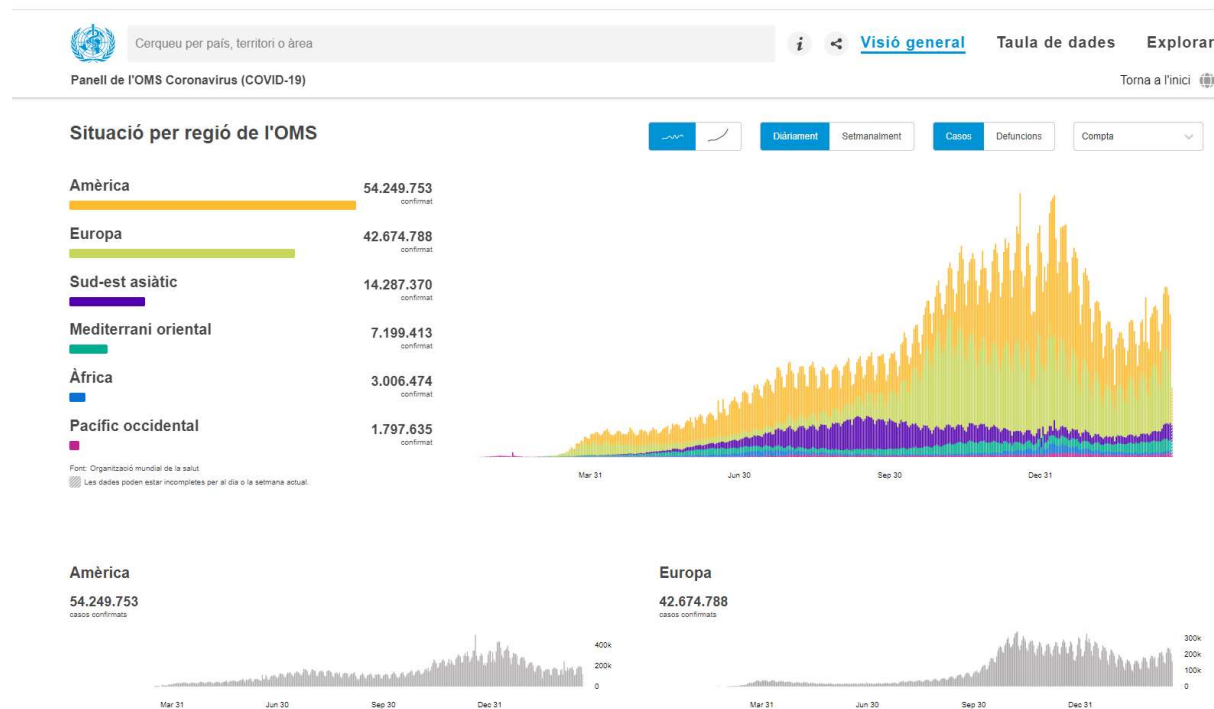 Cerqueu per país, territori o àrea
i
Visió general
Taula de dades
Explorar
Panell de l'OMS Coronavirus (COVID-19)
Torna a l'inici
Situació per regió de l'OMS
Diàriament
Setmanalment
Casos
Defuncions
Compta
Amèrica
54.249.753
confirmat
Europa
42.674.788
confirmat
Sud-est asiàtic
14.287.370
confirmat
Mediterrani oriental
7.199.413
confirmat
Àfrica
3.006.474
confirmat
Pacífic occidental
1.797.635
confirmat
Font: Organització mundial de la salut
Les dades poden estar incompletes per al dia o la setmana actual.
Mar 31
Jun 30
Sep 30
Dec 31
Amèrica
54.249.753
casos confirmats
400k
200k
0
Mar 31
Jun 30
Sep 30
Dec 31
Europa
42.674.788
casos confirmats
300k
200k
100k
0
Mar 31
Jun 30
Sep 30
Dec 31